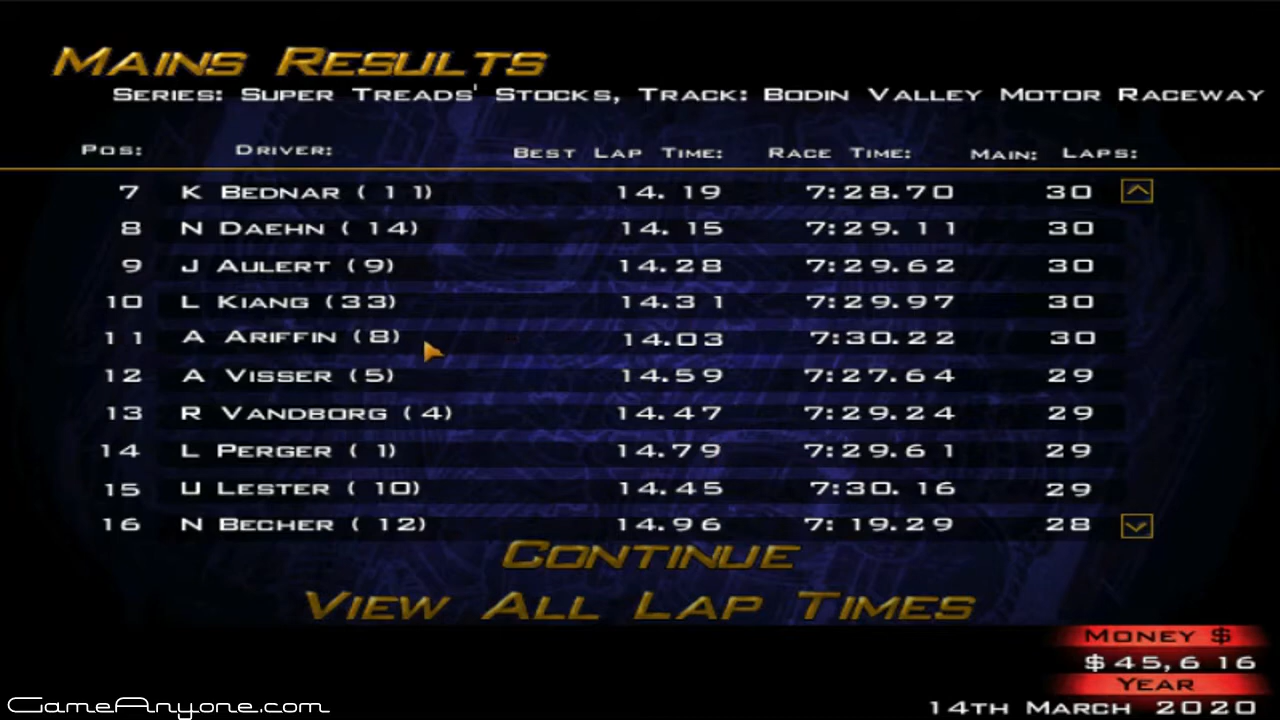 Mains Results
Series: Super Treads' Stocks, Track: Bodin Valley Motor Raceway
Pos: Driver: Best Lap Time: Race Time: Main: Laps:
7 K Bednar (11) 14.19 7:28.70 30
8 N Daehn (14) 14.15 7:29.11 30
9 J Aulert (9) 14.28 7:29.62 30
10 L Kiang (33) 14.31 7:29.97 30
11 A Ariffin (8) 14.03 7:30.22 30
12 A Visser (5) 14.59 7:27.64 29
13 R Vandborg (4) 14.47 7:29.24 29
14 L Perger (1) 14.79 7:29.61 29
15 U Lester (10) 14.45 7:30.16 29
16 N Becher (12) 14.96 7:19.29 28
Continue
View All Lap Times
Money $
$45,616
Year
14th March 2020
GameAnyone.com